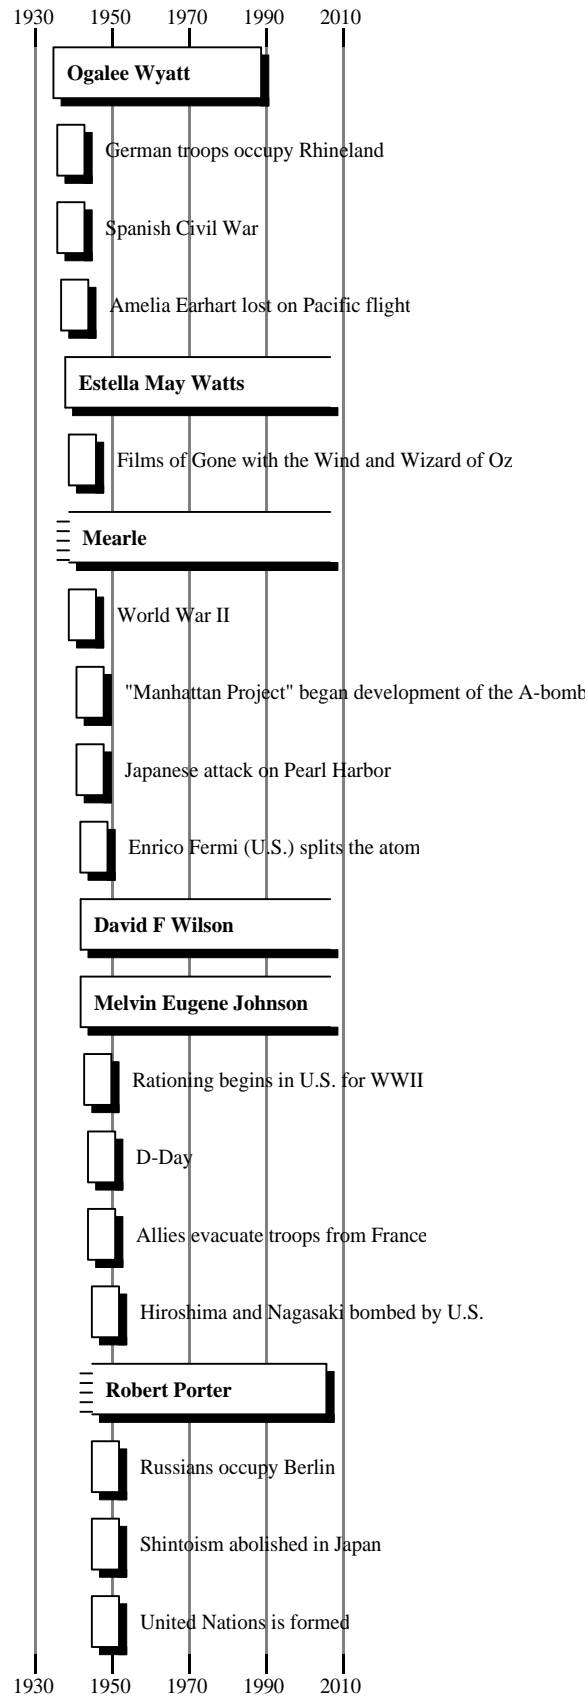 1930 1950 1970 1990 2010
Ogalee Wyatt
German troops occupy Rhineland
Spanish Civil War
Amelia Earhart lost on Pacific flight
Estella May Watts
Films of Gone with the Wind and Wizard of Oz
Mearle
World War II
"Manhattan Project" began development of the A-bomb
Japanese attack on Pearl Harbor
Enrico Fermi (U.S.) splits the atom
David F Wilson
Melvin Eugene Johnson
Rationing begins in U.S. for WWII
D-Day
Allies evacuate troops from France
Hiroshima and Nagasaki bombed by U.S.
Robert Porter
Russians occupy Berlin
Shintoism abolished in Japan
United Nations is formed
1930 1950 1970 1990 2010